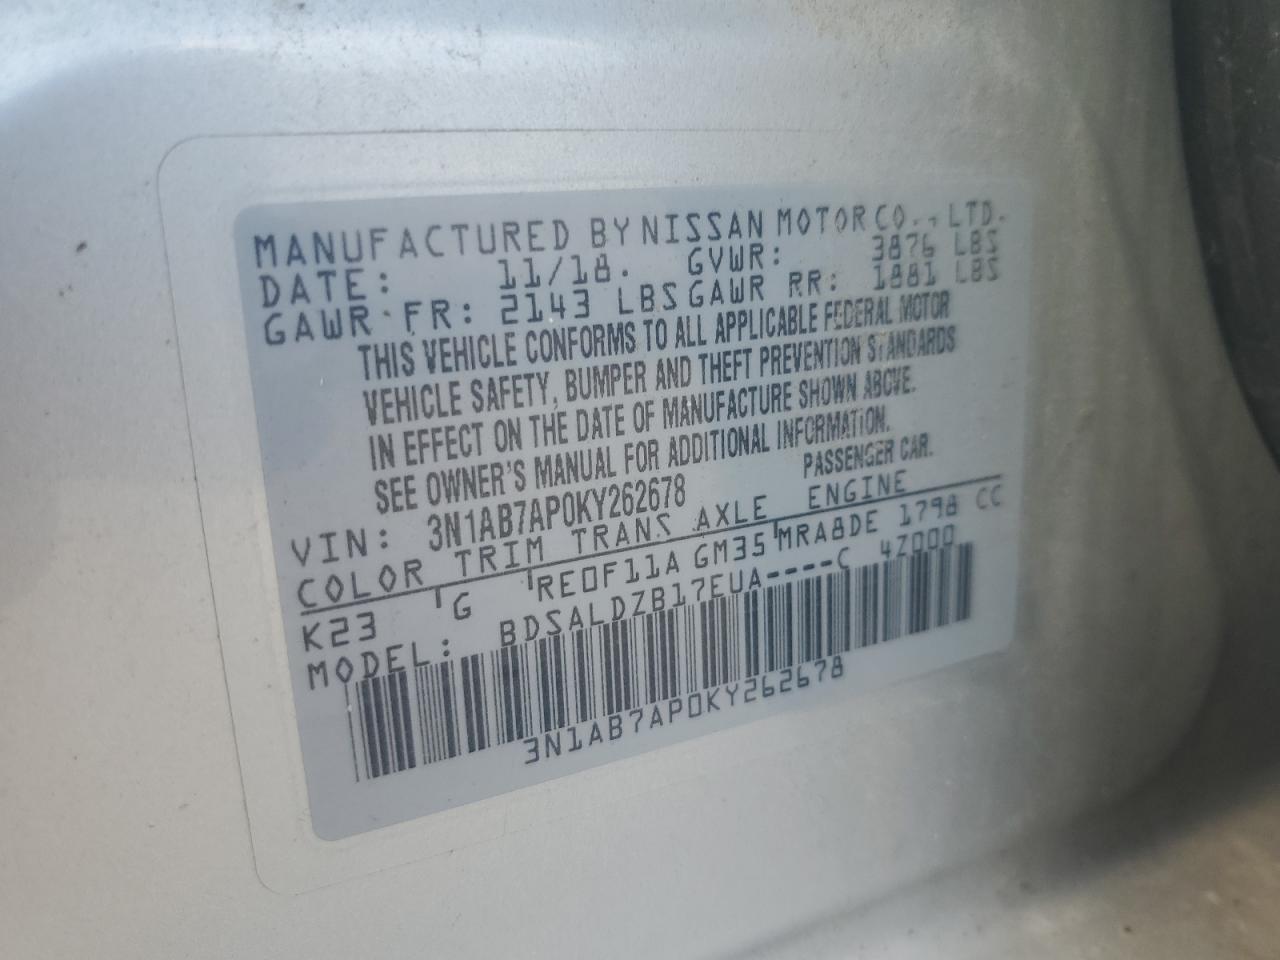 MANUFACTURED BY NISSAN MOTOR CO., LTD.
DATE: 11/18. GVWR: 3876 LBS
GAWR FR: 2143 LBS GAWR RR: 1881 LBS
THIS VEHICLE CONFORMS TO ALL APPLICABLE FEDERAL MOTOR
VEHICLE SAFETY, BUMPER AND THEFT PREVENTION STANDARDS
IN EFFECT ON THE DATE OF MANUFACTURE SHOWN ABOVE.
SEE OWNER'S MANUAL FOR ADDITIONAL INFORMATION.
VIN: 3N1AB7AP0KY262678 PASSENGER CAR.
COLOR TRIM TRANS AXLE ENGINE
K23 G RE0F11A GM35 MRA8DE 1798 CC
MODEL: BDSALDZB17EUA----C 4Z000
3N1AB7AP0KY262678